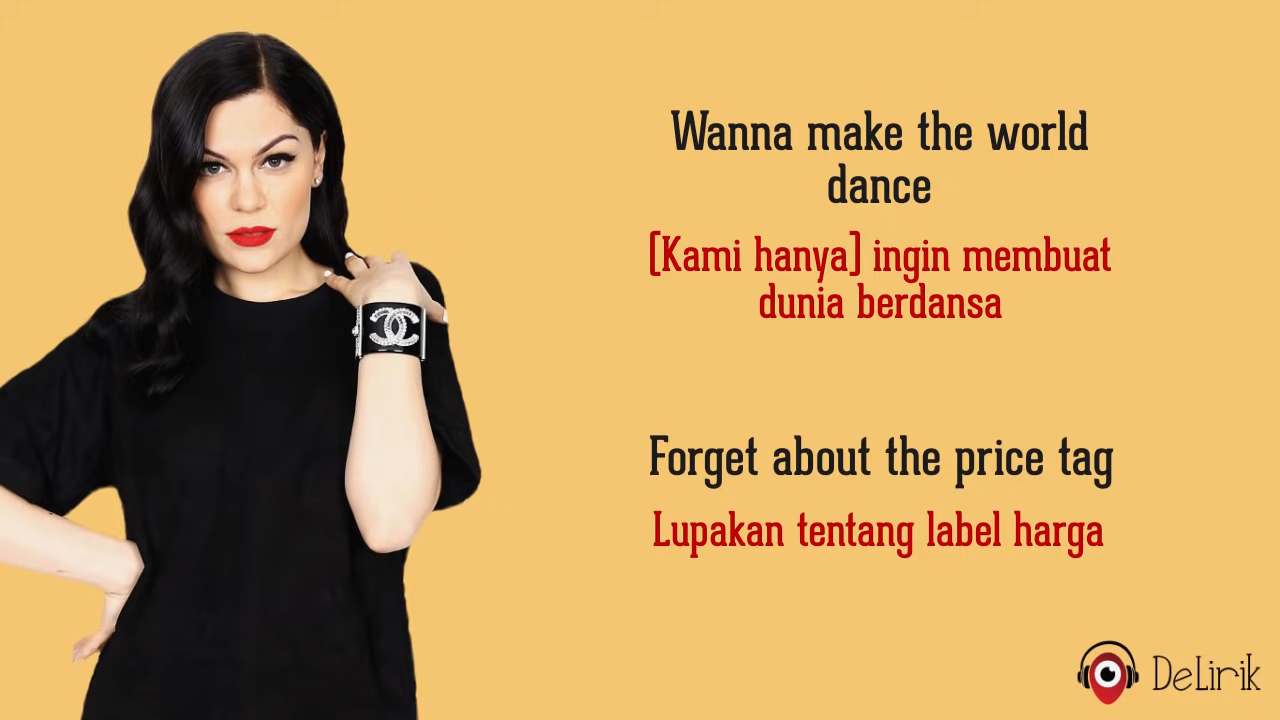 Wanna make the world
dance
[Kami hanya] ingin membuat
dunia berdansa
Forget about the price tag
Lupakan tentang label harga
DeLirik